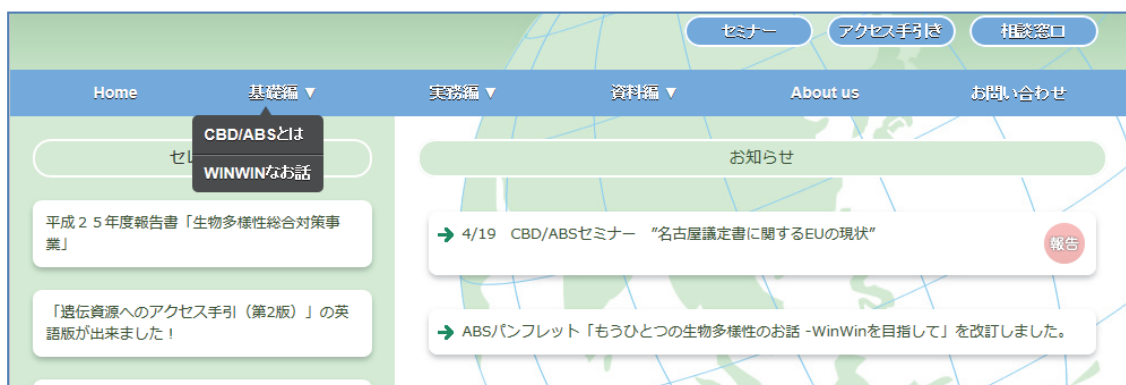 セミナー
アクセス手引き
相談窓口
Home
基礎編 ▼
実務編 ▼
資料編 ▼
About us
お問い合わせ
CBD/ABSとは
WINWINなお話
セ
お知らせ
平成２５年度報告書「生物多様性総合対策事
業」
「遺伝資源へのアクセス手引（第2版）」の英
語版が出来ました！
➔ 4/19 CBD/ABSセミナー ”名古屋議定書に関するEUの現状”
報告
➔ ABSパンフレット「もうひとつの生物多様性のお話 -WinWinを目指して」を改訂しました。